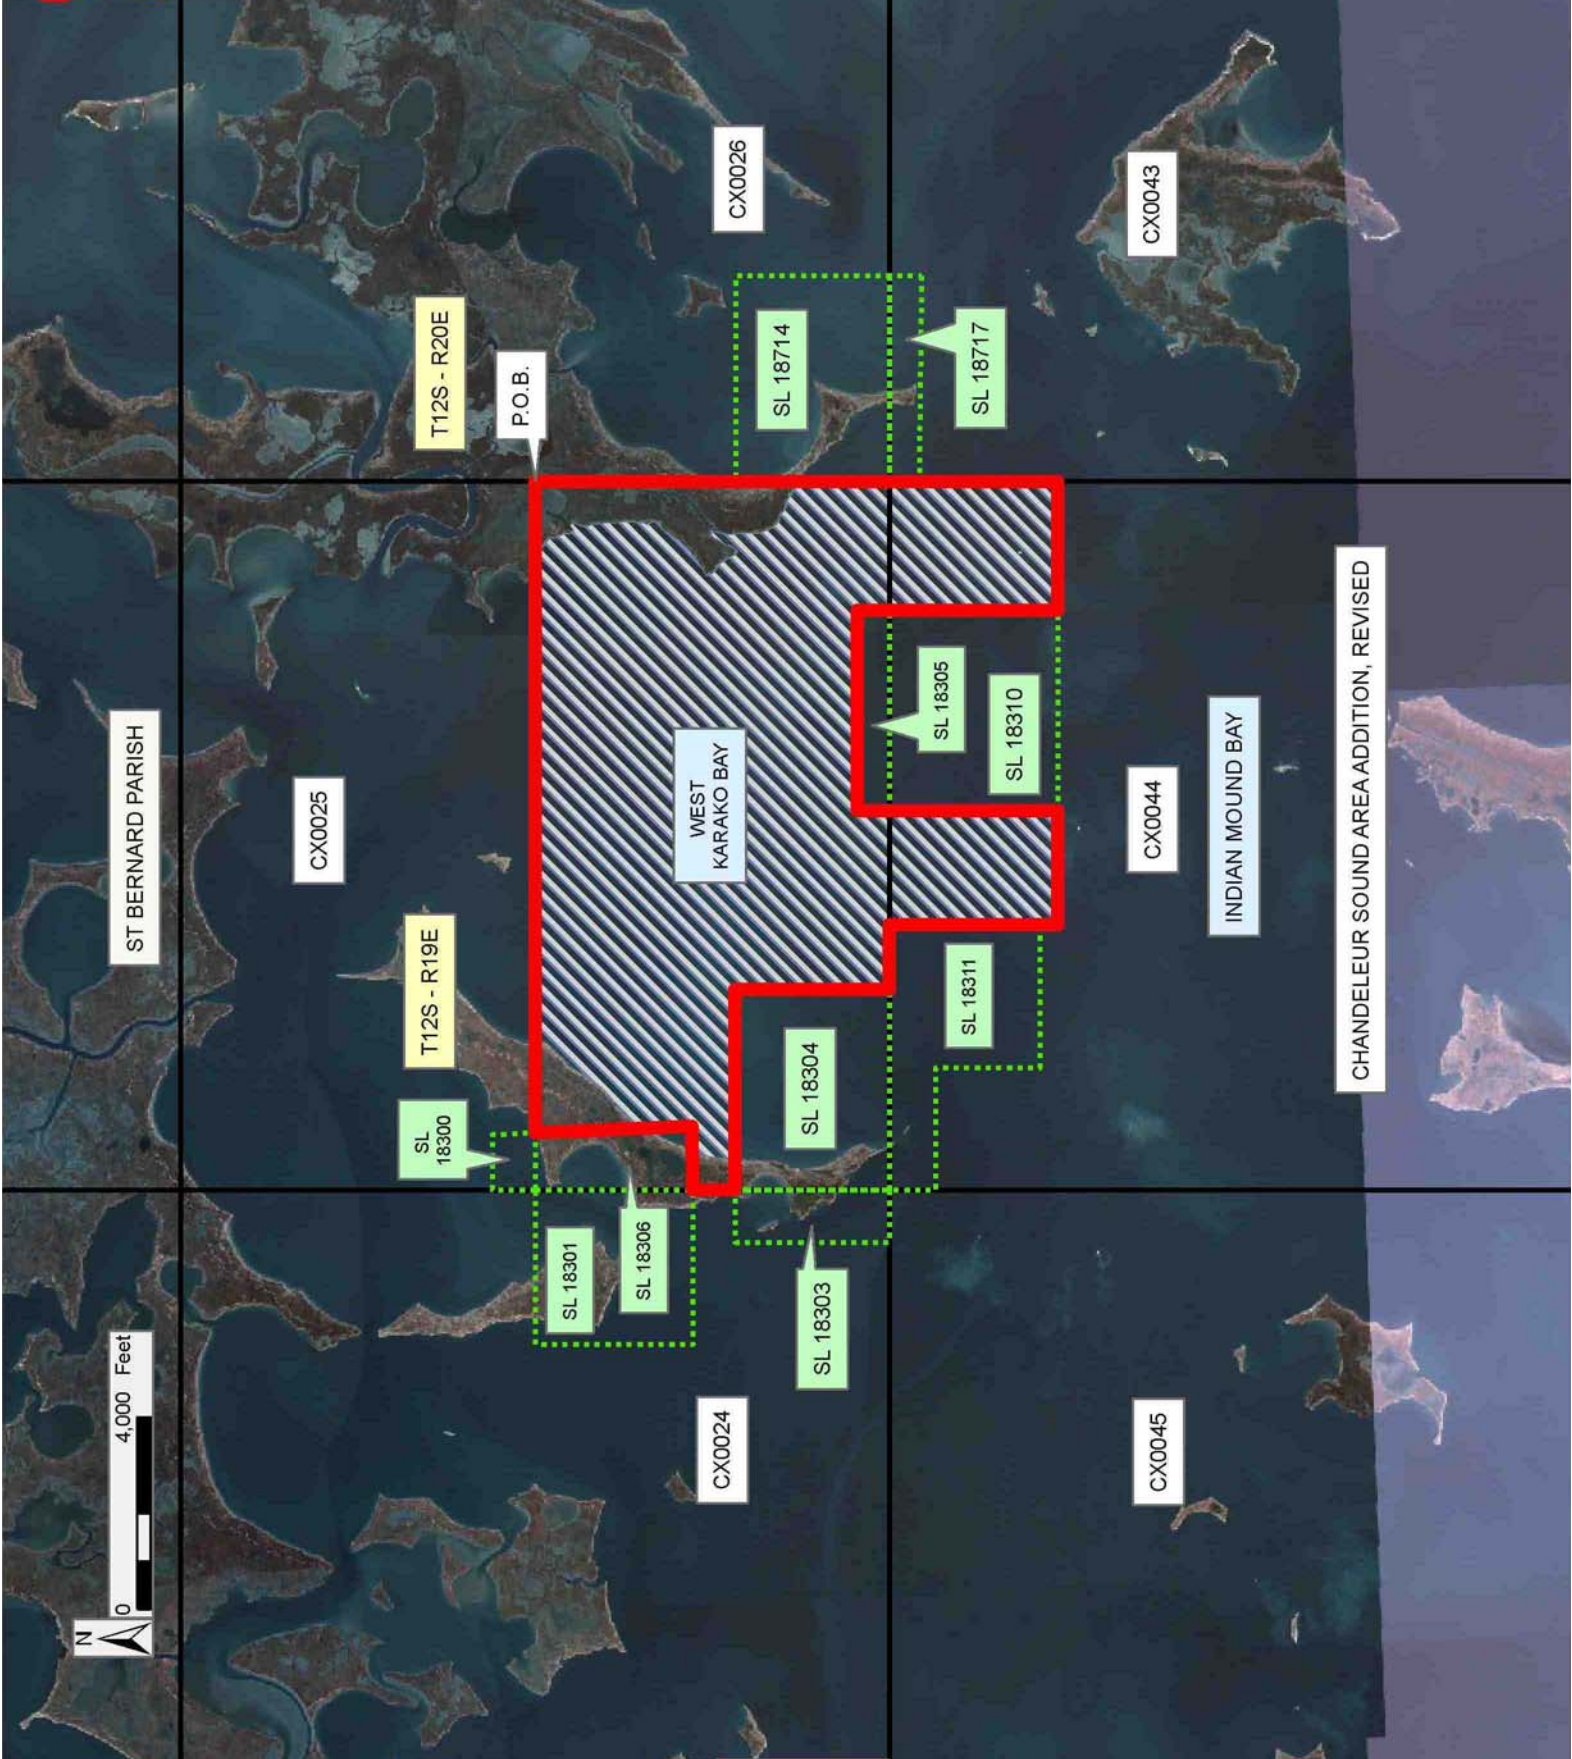 N
0
4,000 Feet
ST BERNARD PARISH
CX0025
T12S - R19E
T12S - R20E
SL
18300
P.O.B.
SL 18301
SL 18306
CX0024
WEST
KARAKO BAY
CX0026
SL 18714
SL 18304
SL 18303
SL 18305
SL 18717
SL 18311
SL 18310
CX0045
CX0044
CX0043
INDIAN MOUND BAY
CHANDELEUR SOUND AREA ADDITION, REVISED